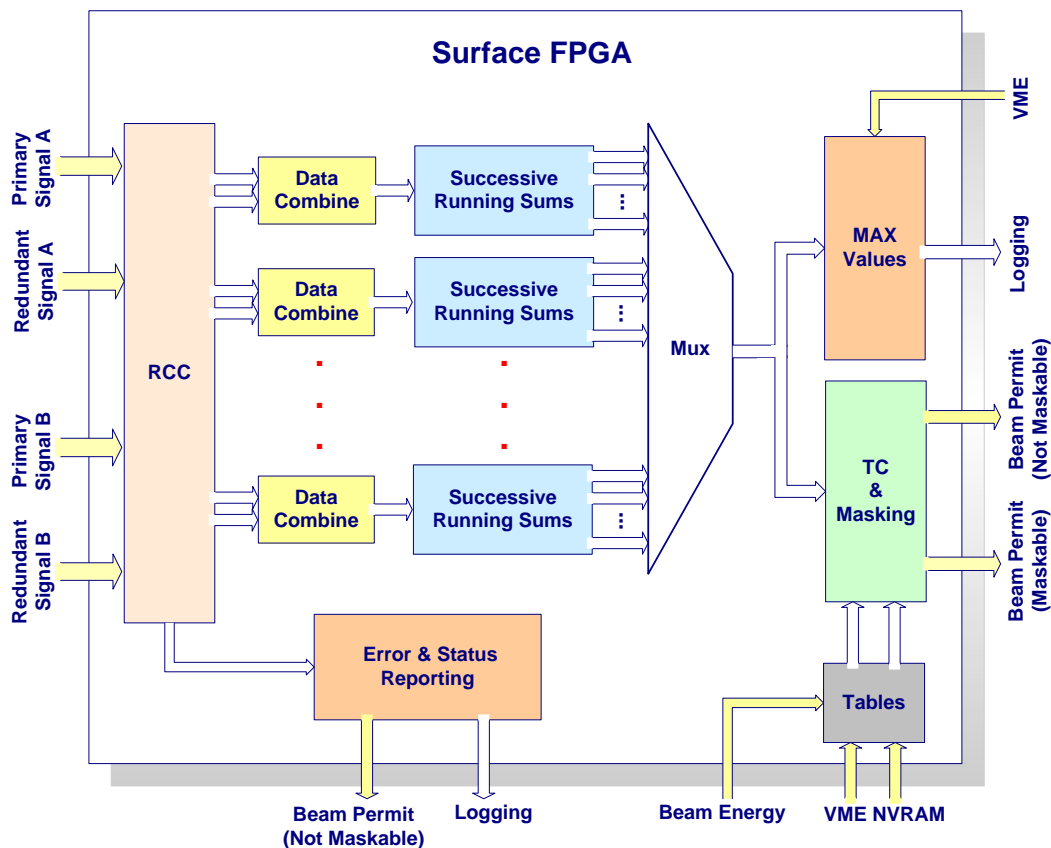 Surface FPGA
VME
Primary
Signal A
Data
Combine
Successive
Running Sums
...
MAX
Values
Logging
Redundant
Signal A
Data
Combine
Successive
Running Sums
...
Mux
RCC
Beam Permit
(Not Maskable)
Primary
Signal B
TC
&
Masking
Data
Combine
Successive
Running Sums
...
Redundant
Signal B
Beam Permit
(Maskable)
Error & Status
Reporting
Tables
Beam Permit
(Not Maskable)
Logging
Beam Energy
VME NVRAM